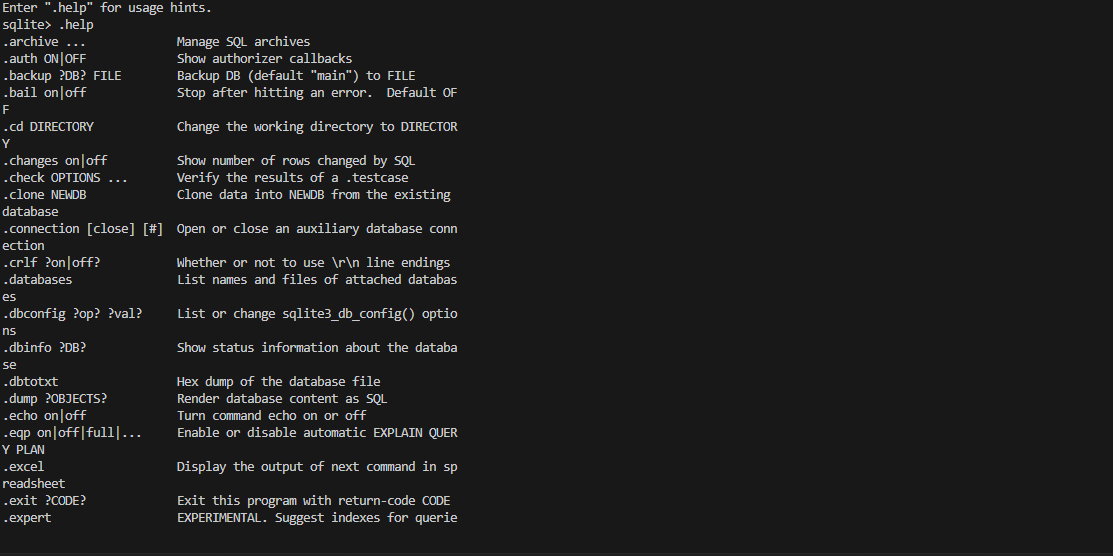 Enter ".help" for usage hints.
sqlite> .help
.archive ...             Manage SQL archives
.auth ON|OFF             Show authorizer callbacks
.backup ?DB? FILE        Backup DB (default "main") to FILE
.bail on|off             Stop after hitting an error.  Default OF
F
.cd DIRECTORY            Change the working directory to DIRECTOR
Y
.changes on|off          Show number of rows changed by SQL
.check OPTIONS ...       Verify the results of a .testcase
.clone NEWDB             Clone data into NEWDB from the existing
database
.connection [close] [#]  Open or close an auxiliary database conn
ection
.crlf ?on|off?           Whether or not to use \r\n line endings
.databases               List names and files of attached databas
es
.dbconfig ?op? ?val?     List or change sqlite3_db_config() optio
ns
.dbinfo ?DB?             Show status information about the databa
se
.dbtotxt                 Hex dump of the database file
.dump ?OBJECTS?          Render database content as SQL
.echo on|off             Turn command echo on or off
.eqp on|off|full|...     Enable or disable automatic EXPLAIN QUER
Y PLAN
.excel                   Display the output of next command in sp
readsheet
.exit ?CODE?             Exit this program with return-code CODE
.expert                  EXPERIMENTAL. Suggest indexes for querie